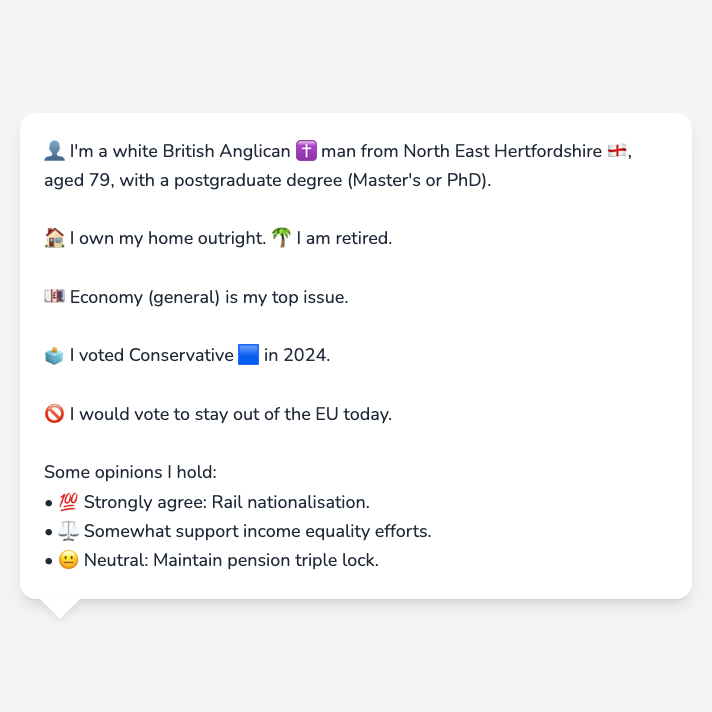 👤 I'm a white British Anglican ✝️ man from North East Hertfordshire 🏴󠁧󠁢󠁥󠁮󠁧󠁿,
aged 79, with a postgraduate degree (Master's or PhD).
🏠 I own my home outright. 🌴 I am retired.
💷 Economy (general) is my top issue.
🗳️ I voted Conservative 🟦 in 2024.
🚫 I would vote to stay out of the EU today.
Some opinions I hold:
• 💯 Strongly agree: Rail nationalisation.
• ⚖️ Somewhat support income equality efforts.
• 😐 Neutral: Maintain pension triple lock.